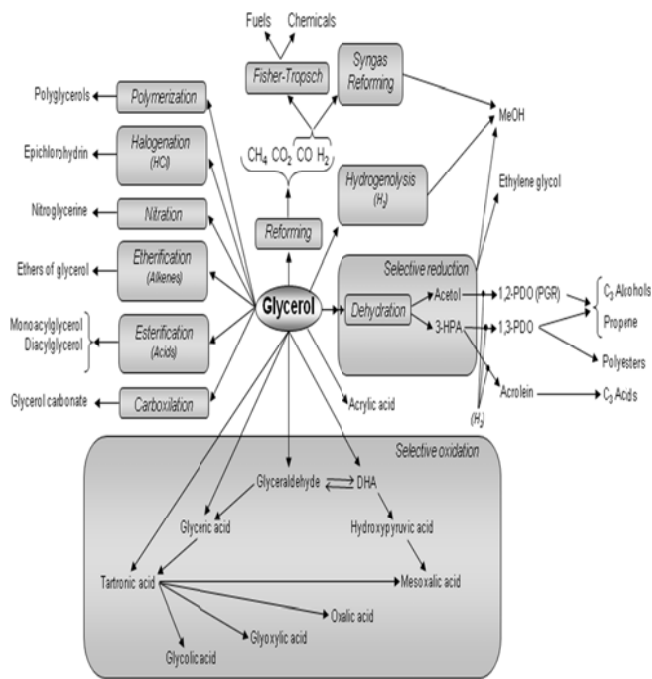 Fuels Chemicals
Fisher-Tropsch
Syngas
Reforming
Polyglycerols
Polymerization
MeOH
Epichlorohydrin
Halogenation
(HCl)
CH4 CO2 CO H2
Hydrogenolysis
(H2)
Ethylene glycol
Nitroglycerine
Nitration
Reforming
Ethers of glycerol
Etherification
(Alkenes)
Selective reduction
Glycerol
Dehydration
Acetol
1,2-PDO (PGR)
C3 Alcohols
Propene
3-HPA
1,3-PDO
Monoacylglycerol
Diacylglycerol
Esterification
(Acids)
Polyesters
Glycerol carbonate
Carboxilation
Acrylic acid
Acrolein
C3 Acids
(H2)
Selective oxidation
Glyceraldehyde
DHA
Glyceric acid
Hydroxypyruvic acid
Tartronic acid
Mesoxalic acid
Oxalic acid
Glyoxylic acid
Glycolic acid